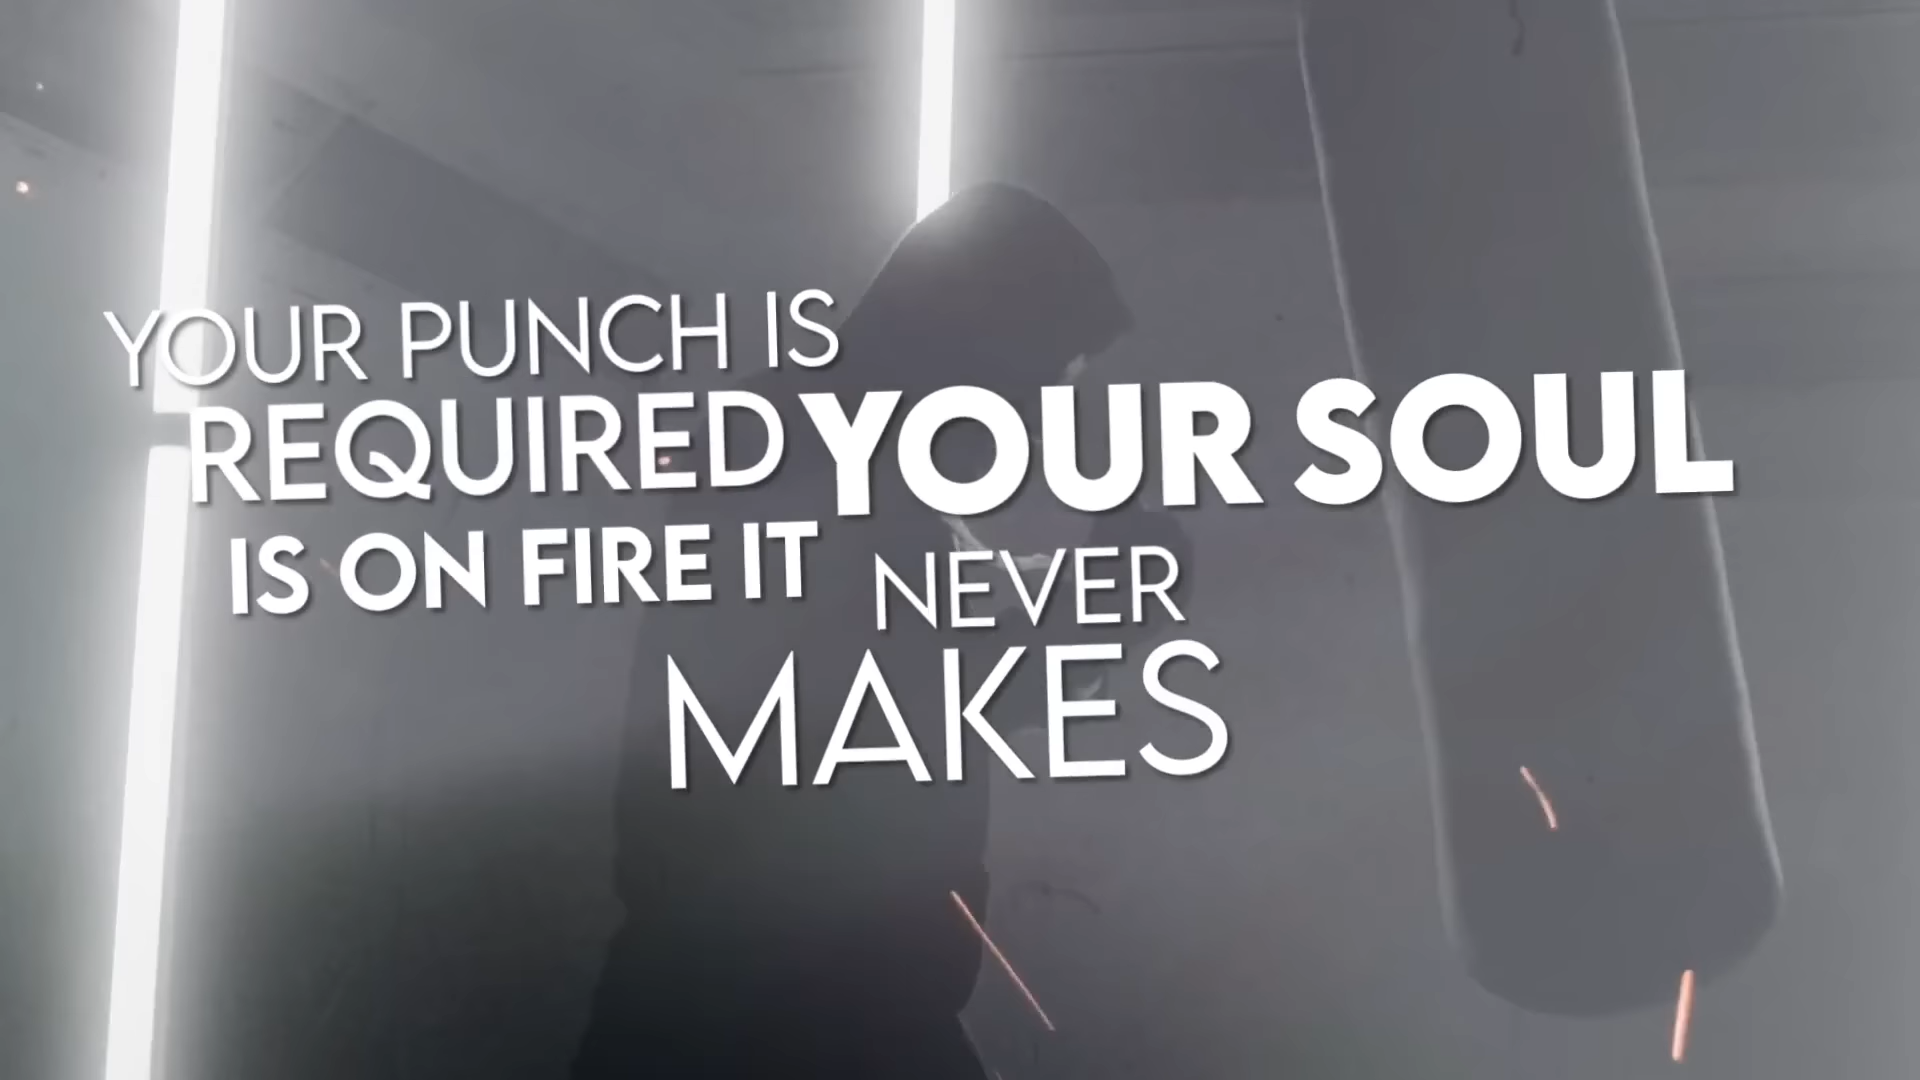 YOUR PUNCH IS
REQUIRED YOUR SOUL
IS ON FIRE IT NEVER
MAKES